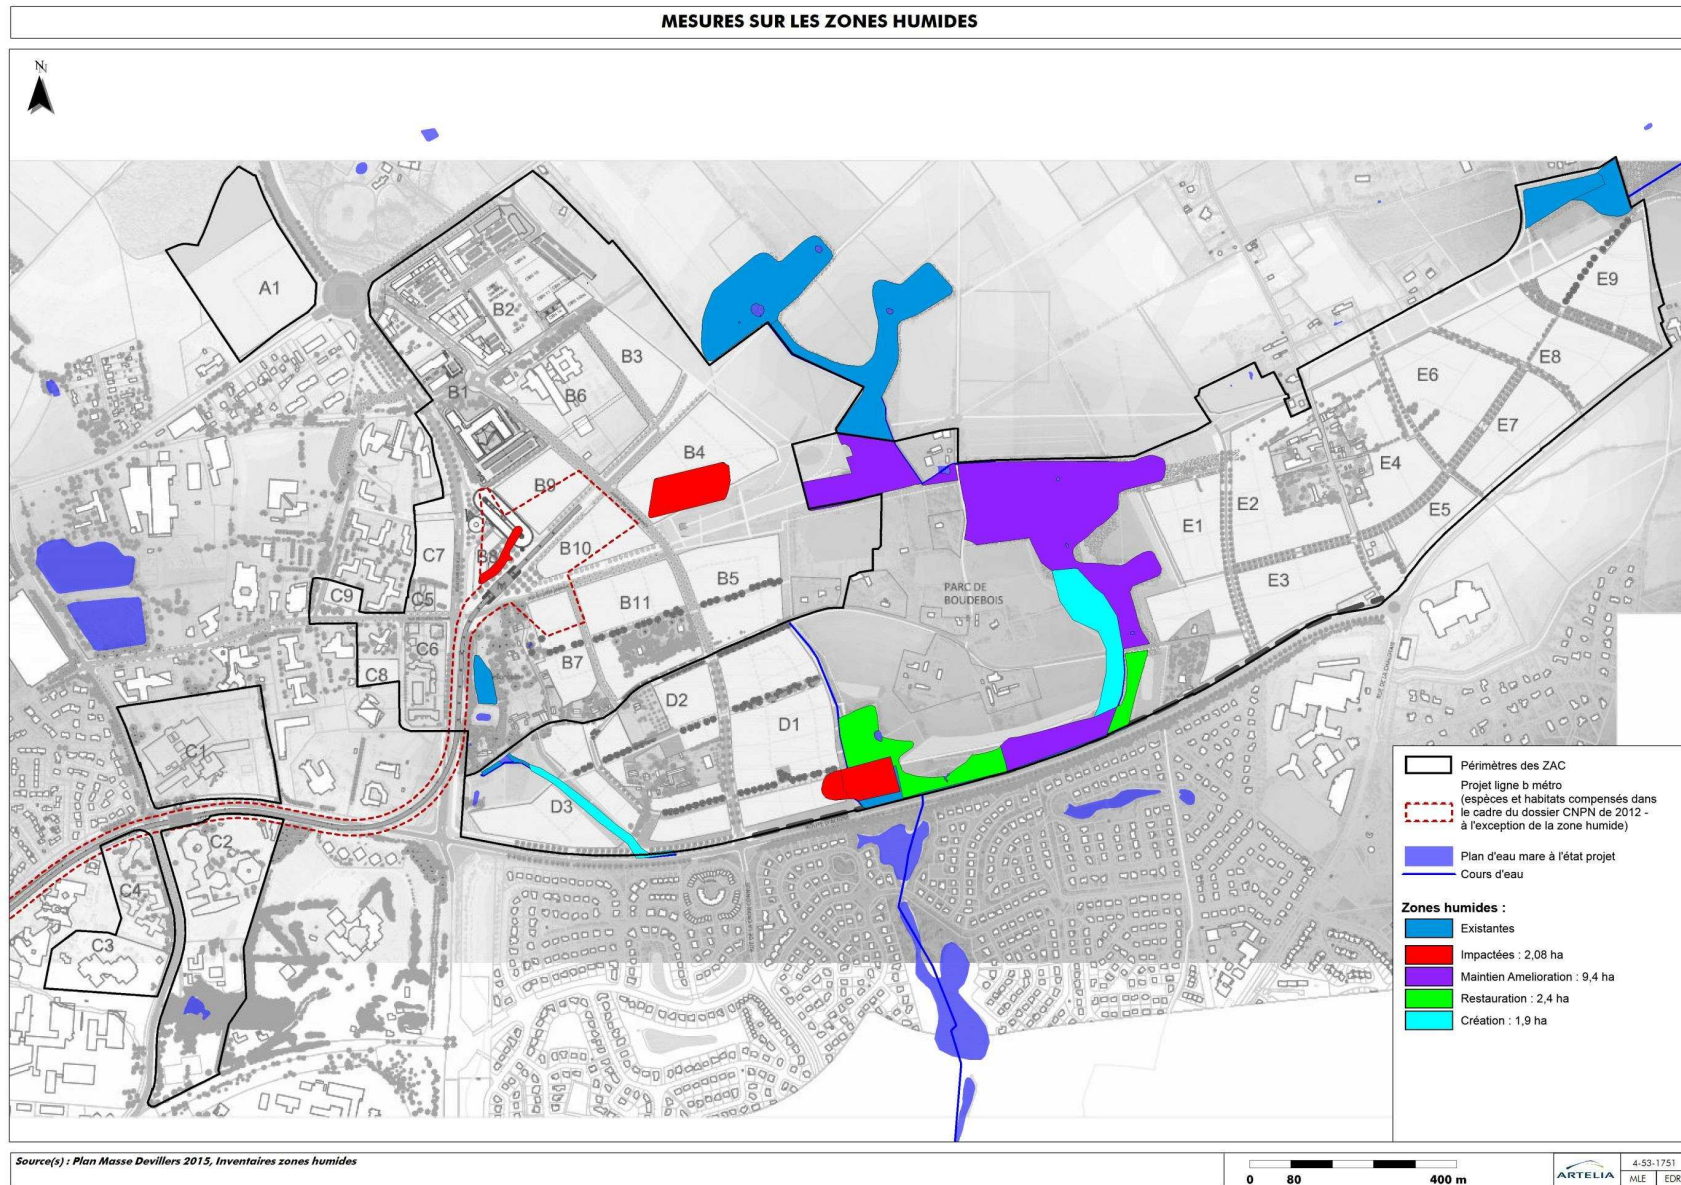 MESURES SUR LES ZONES HUMIDES
N
A1
B2
B3
B1
B6
B4
B9
B8
B10
B5
B11
B7
C7
C9
C5
C6
C8
C1
C2
C4
C3
D2
D1
D3
PARC DE
BOUDEBOIS
E1
E2
E3
E4
E5
E6
E7
E8
E9
Périmètres des ZAC
Projet ligne b métro
(espèces et habitats compensés dans
le cadre du dossier CNPN de 2012 -
à l'exception de la zone humide)
Plan d'eau mare à l'état projet
Cours d'eau
Zones humides :
Existantes
Impactées : 2,08 ha
Maintien Amelioration : 9,4 ha
Restauration : 2,4 ha
Création : 1,9 ha
Source(s) : Plan Masse Devillers 2015, Inventaires zones humides
0 80 400 m
ARTELIA
4-53-1751
MLE EDR